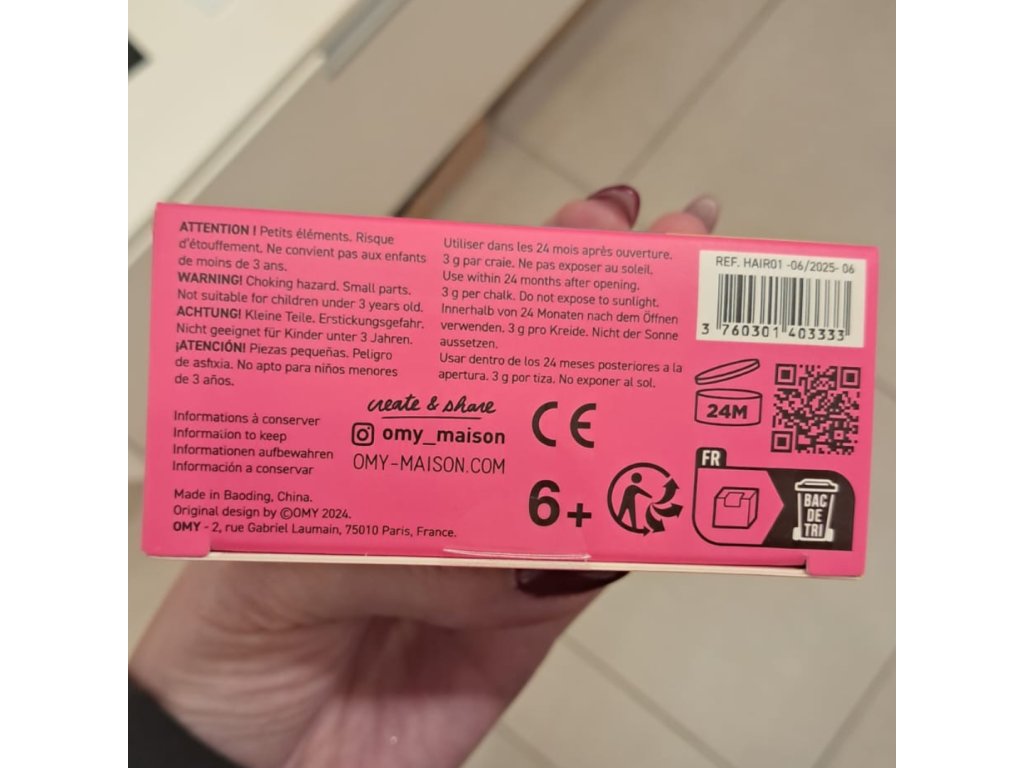 ATTENTION ! Petits éléments. Risque
d'étouffement. Ne convient pas aux enfants
de moins de 3 ans.
WARNING! Choking hazard. Small parts.
Not suitable for children under 3 years old.
ACHTUNG! Kleine Teile. Erstickungsgefahr.
Nicht geeignet für Kinder unter 3 Jahren.
¡ATENCIÓN! Piezas pequeñas. Peligro
de asfixia. No apto para niños menores
de 3 años.
Utiliser dans les 24 mois après ouverture.
3 g par craie. Ne pas exposer au soleil.
Use within 24 months after opening.
3 g per chalk. Do not expose to sunlight.
Innerhalb von 24 Monaten nach dem Öffnen
verwenden. 3 g pro Kreide. Nicht der Sonne
aussetzen.
Usar dentro de los 24 meses posteriores a la
apertura. 3 g por tiza. No exponer al sol.
REF. HAIR01 -06/2025- 06
3 760301 403333
24M
Informations à conserver
Information to keep
Informationen aufbewahren
Información a conservar
create & share
omy_maison
OMY-MAISON.COM
CE
6+
FR
BAC
DE
TRI
Made in Baoding, China.
Original design by ©OMY 2024.
OMY - 2, rue Gabriel Laumain, 75010 Paris, France.